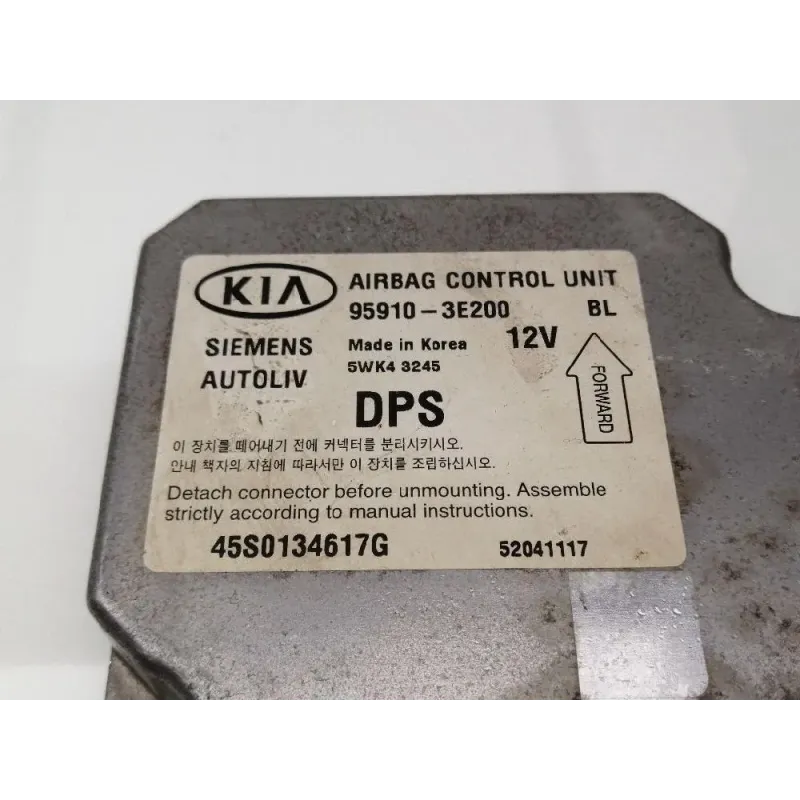 KIA AIRBAG CONTROL UNIT
95910-3E200 BL
SIEMENS Made in Korea 12V
AUTOLIV 5WK4 3245
DPS
FORWARD
이 장치를 떼어내기 전에 커넥터를 분리시키시오.
안내 책자의 지침에 따라서만 이 장치를 조립하십시오.
Detach connector before unmounting. Assemble
strictly according to manual instructions.
45S0134617G 52041117